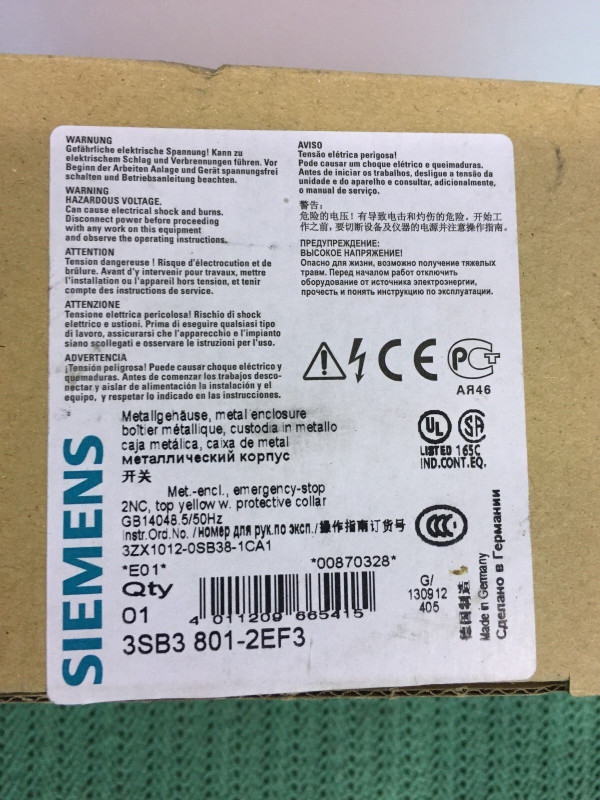 WARNUNG
Gefährliche elektrische Spannung! Kann zu
elektrischem Schlag und Verbrennungen führen. Vor
Beginn der Arbeiten Anlage und Gerät spannungsfrei
schalten und Betriebsanleitung beachten.
WARNING
HAZARDOUS VOLTAGE.
Can cause electrical shock and burns.
Disconnect power before proceeding
with any work on this equipment
and observe the operating instructions.
ATTENTION
Tension dangereuse ! Risque d'électrocution et de
brûlure. Avant d'y intervenir pour travaux, mettre
l'installation ou l'appareil hors tension, et tenir
compte des instructions de service.
ATTENZIONE
Tensione elettrica pericolosa! Rischio di shock
elettrico e ustioni. Prima di eseguire qualsiasi tipo
di lavoro, assicurarsi che l'apparecchio e l'impianto
siano scollegati e osservare le istruzioni per l'uso.
ADVERTENCIA
¡Tensión peligrosa! Puede causar choque eléctrico y
quemaduras. Antes de comenzar los trabajos desco-
nectar y aislar de alimentación la instalación y el
equipo, y respetar lo indicado en las instrucciones.
AVISO
Tensão elétrica perigosa!
Pode causar um choque elétrico e queimaduras.
Antes de iniciar os trabalhos, desligue a tensão da
unidade e do aparelho e consultar, adicionalmente,
o manual de serviço.
警告:
危险的电压! 有导致电击和灼伤的危险。开始工
作之前,要切断设备及仪器的电源并注意操作指南。
ПРЕДУПРЕЖДЕНИЕ:
ВЫСОКОЕ НАПРЯЖЕНИЕ!
Опасно для жизни, возможно получение тяжелых
травм. Перед началом работ отключить
оборудование от источника электроэнергии,
прочесть и понять инструкцию по эксплуатации.
CE
РСТ
АЯ46
UL SA
LISTED 165C
IND.CONT.EQ.
SIEMENS
Metallgehäuse, metal enclosure
boîtier métallique, custodia in metallo
caja metálica, caixa de metal
металлический корпус
开关
Met.-encl., emergency-stop
2NC, top yellow w. protective collar
GB14048.5/50Hz
Instr.Ord.No. /номер для рук.по эксп./操作指南订货号
3ZX1012-0SB38-1CA1
CCC
*E01* *00870328*
Qty
01
4 011209 665415
3SB3 801-2EF3
G/
130912
405
德国制造
Made in Germany
Сделано в Германии